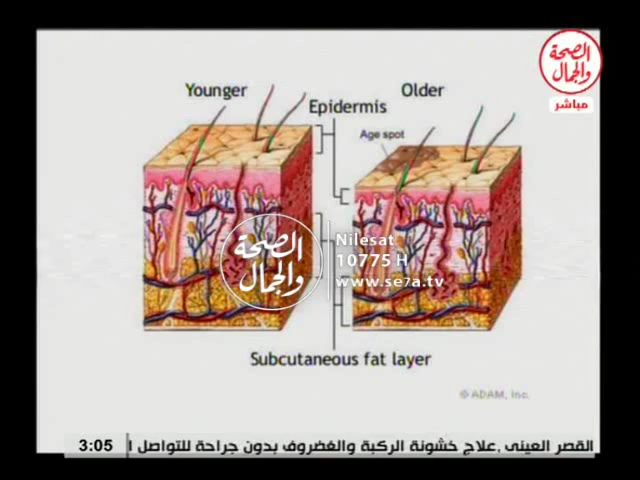 الصحة
والجمال
مباشر
Younger
Older
Epidermis
Age spot
الصحة
والجمال
Nilesat
10775 H
www.se7a.tv
Subcutaneous fat layer
© ADAM, Inc.
3:05
القصر العينى ,علاج خشونة الركبة والغضروف بدون جراحة للتواصل ا